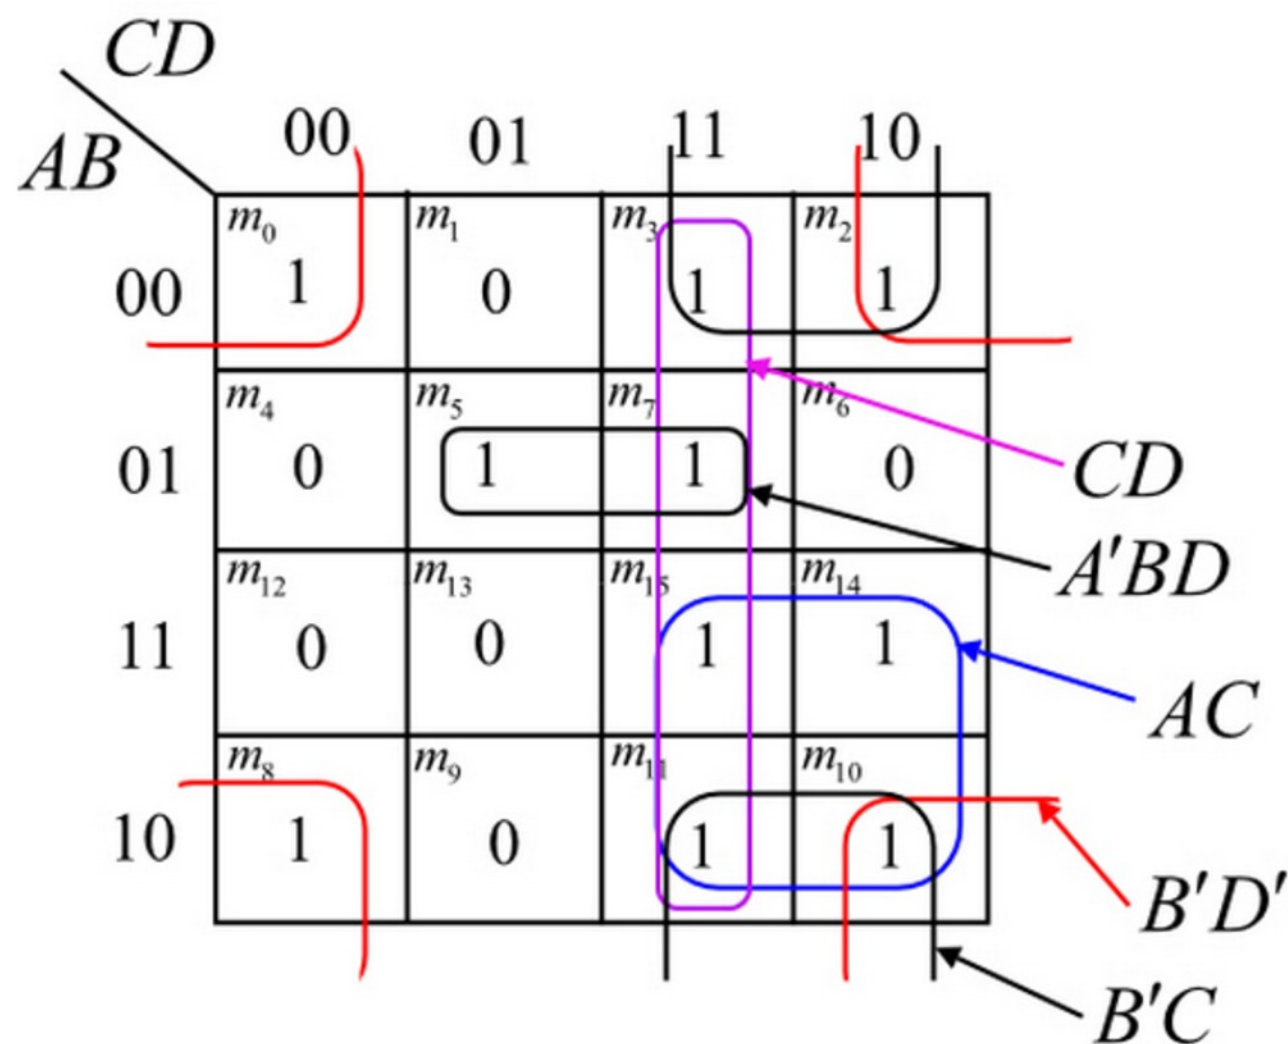 CD
AB
00 01 11 10
m₀ m₁ m₃ m₂
00 1 0 1 1
m₄ m₅ m₇ m₆
01 0 1 1 0
CD
A′BD
m₁₂ m₁₃ m₁₅ m₁₄
11 0 0 1 1
AC
m₈ m₉ m₁₁ m₁₀
10 1 0 1 1
B′D′
B′C